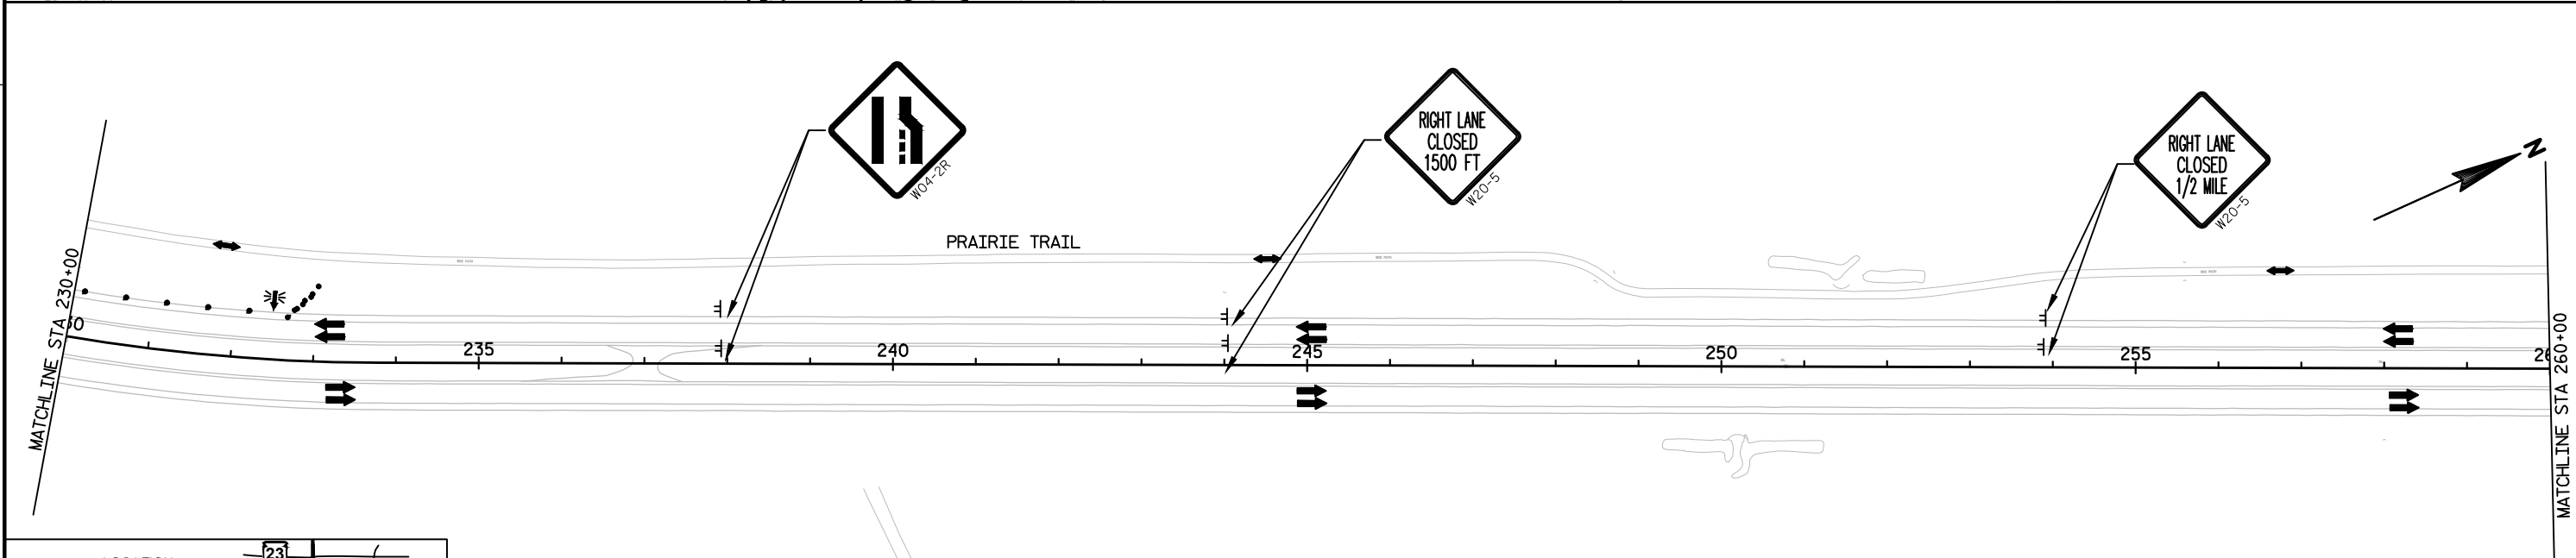 W04-2R
RIGHT LANE
CLOSED
1500 FT
W20-5
RIGHT LANE
CLOSED
1/2 MILE
W20-5
N
PRAIRIE TRAIL
MATCHLINE STA 230+00
235
240
245
250
255
MATCHLINE STA 260+00
23